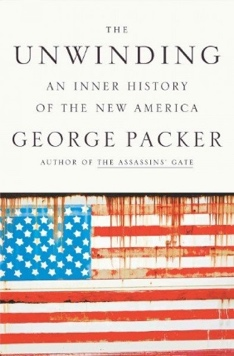 THE
UNWINDING
AN INNER HISTORY
OF THE NEW AMERICA
GEORGE PACKER
AUTHOR OF THE ASSASSINS' GATE